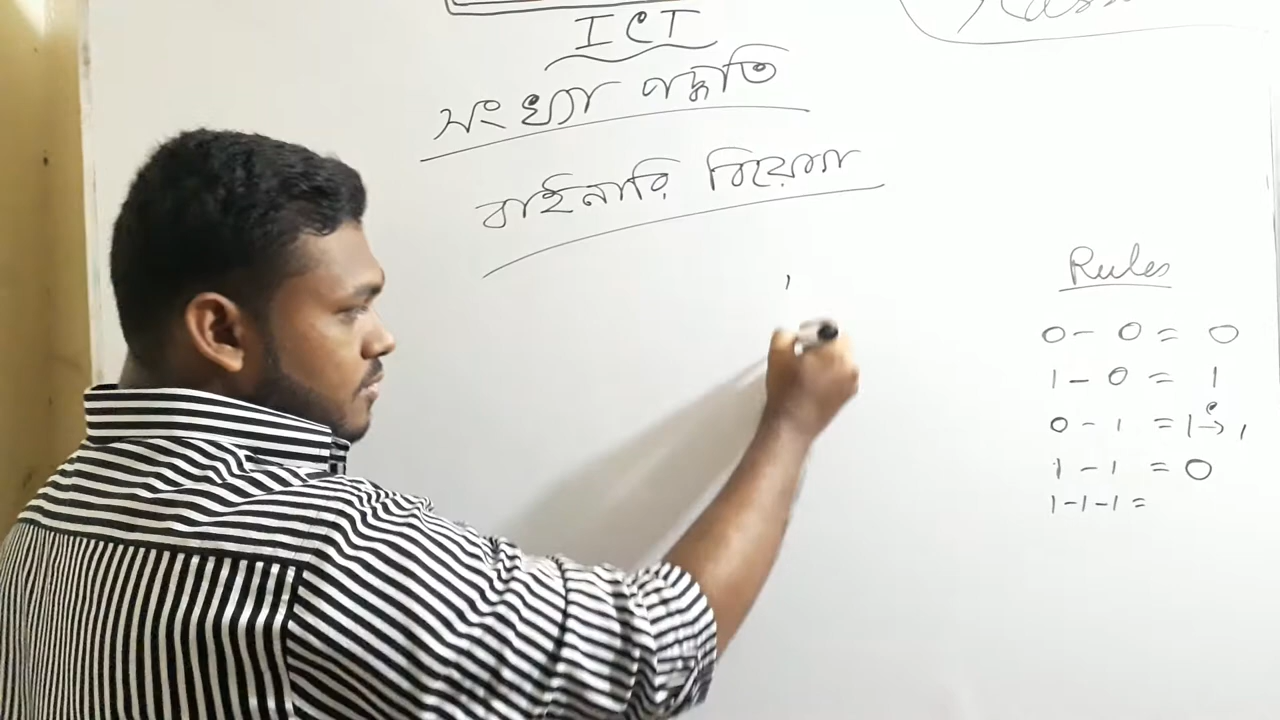 ICT
সংখ্যা পদ্ধতি
বাইনারি বিয়োগ
Rules
0 - 0 = 0
1 - 0 = 1
0 - 1 = 1 → 1
1 - 1 = 0
1-1-1 =